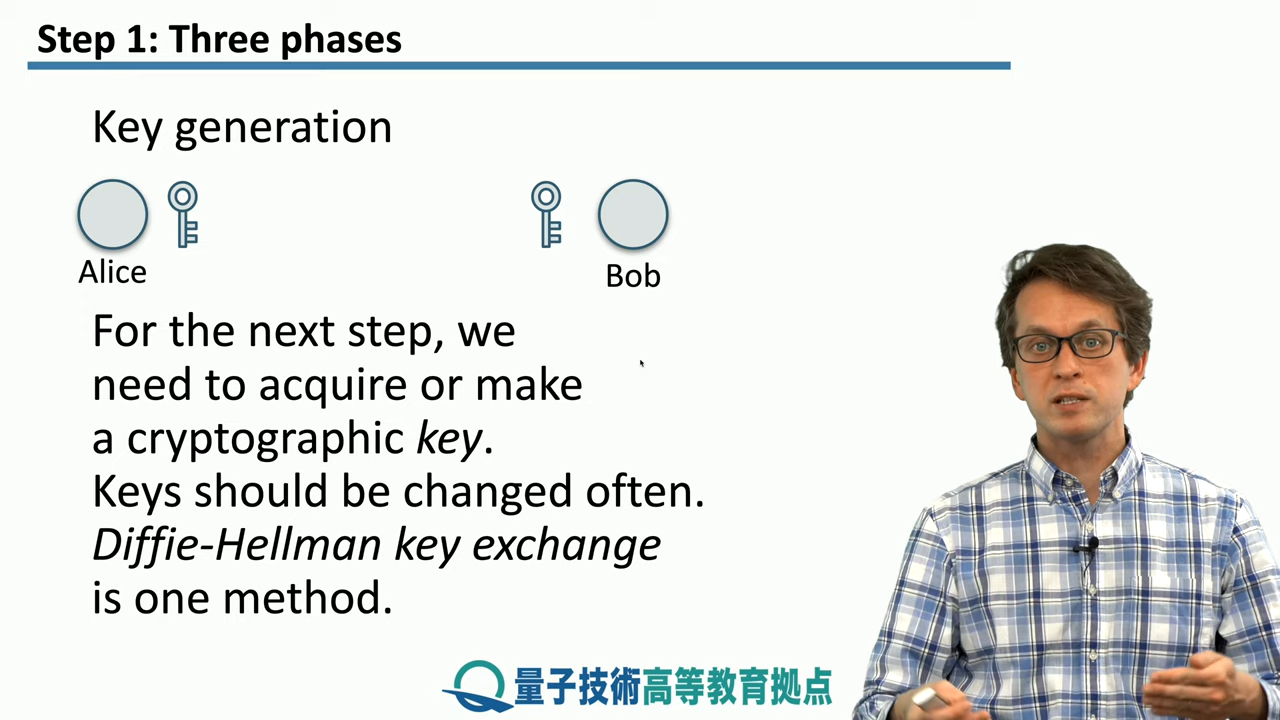 Step 1: Three phases
Key generation
Alice
Bob
For the next step, we
need to acquire or make
a cryptographic key.
Keys should be changed often.
Diffie-Hellman key exchange
is one method.
量子技術高等教育拠点